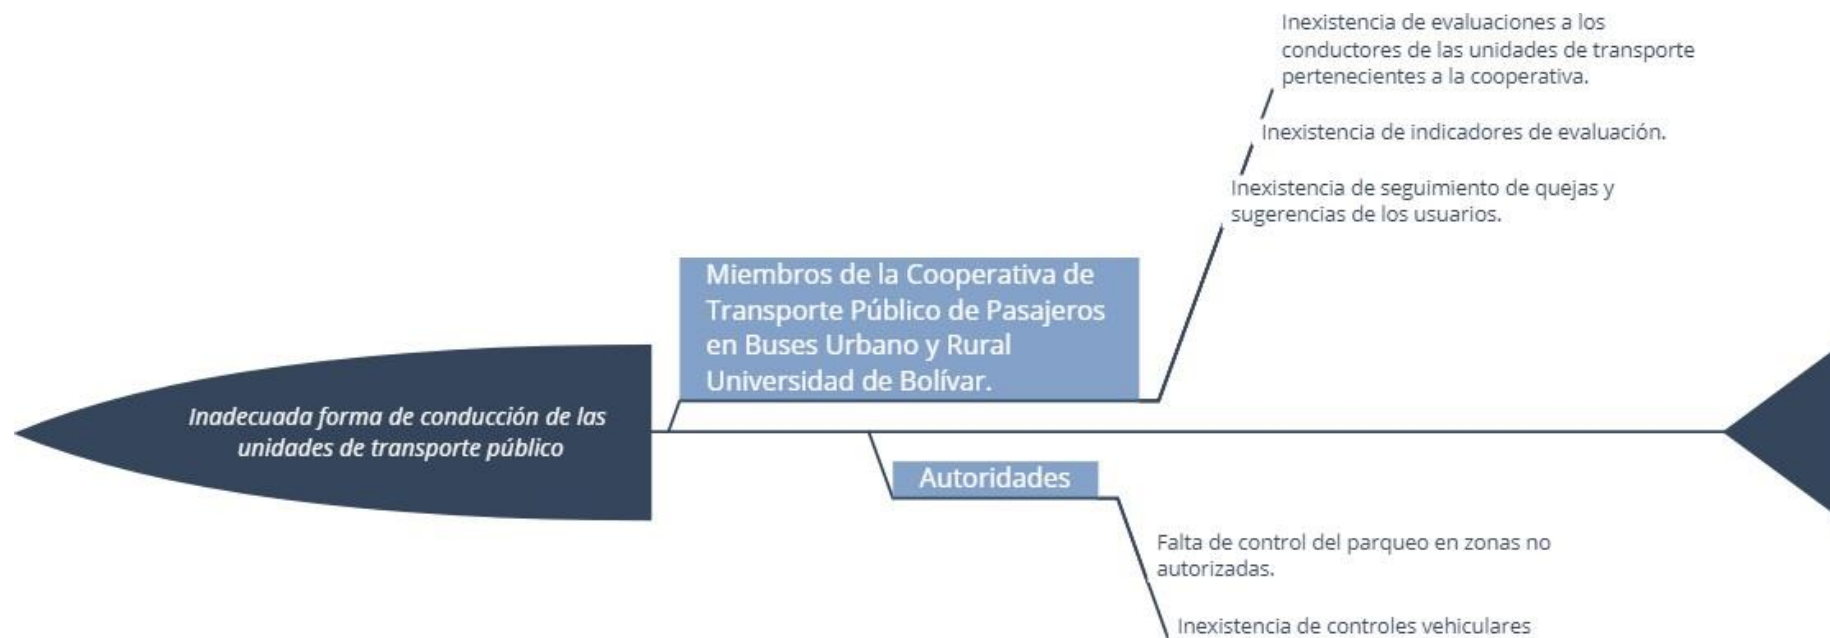 Inexistencia de evaluaciones a los
conductores de las unidades de transporte
pertenecientes a la cooperativa.
Inexistencia de indicadores de evaluación.
Inexistencia de seguimiento de quejas y
sugerencias de los usuarios.
Miembros de la Cooperativa de
Transporte Público de Pasajeros
en Buses Urbano y Rural
Universidad de Bolívar.
Inadecuada forma de conducción de las
unidades de transporte público
Autoridades
Falta de control del parqueo en zonas no
autorizadas.
Inexistencia de controles vehiculares